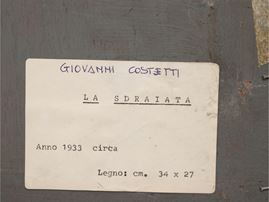 GIOVANNI COSTETTI
LA SDRAIATA
Anno 1933 circa
Legno: cm. 34 x 27